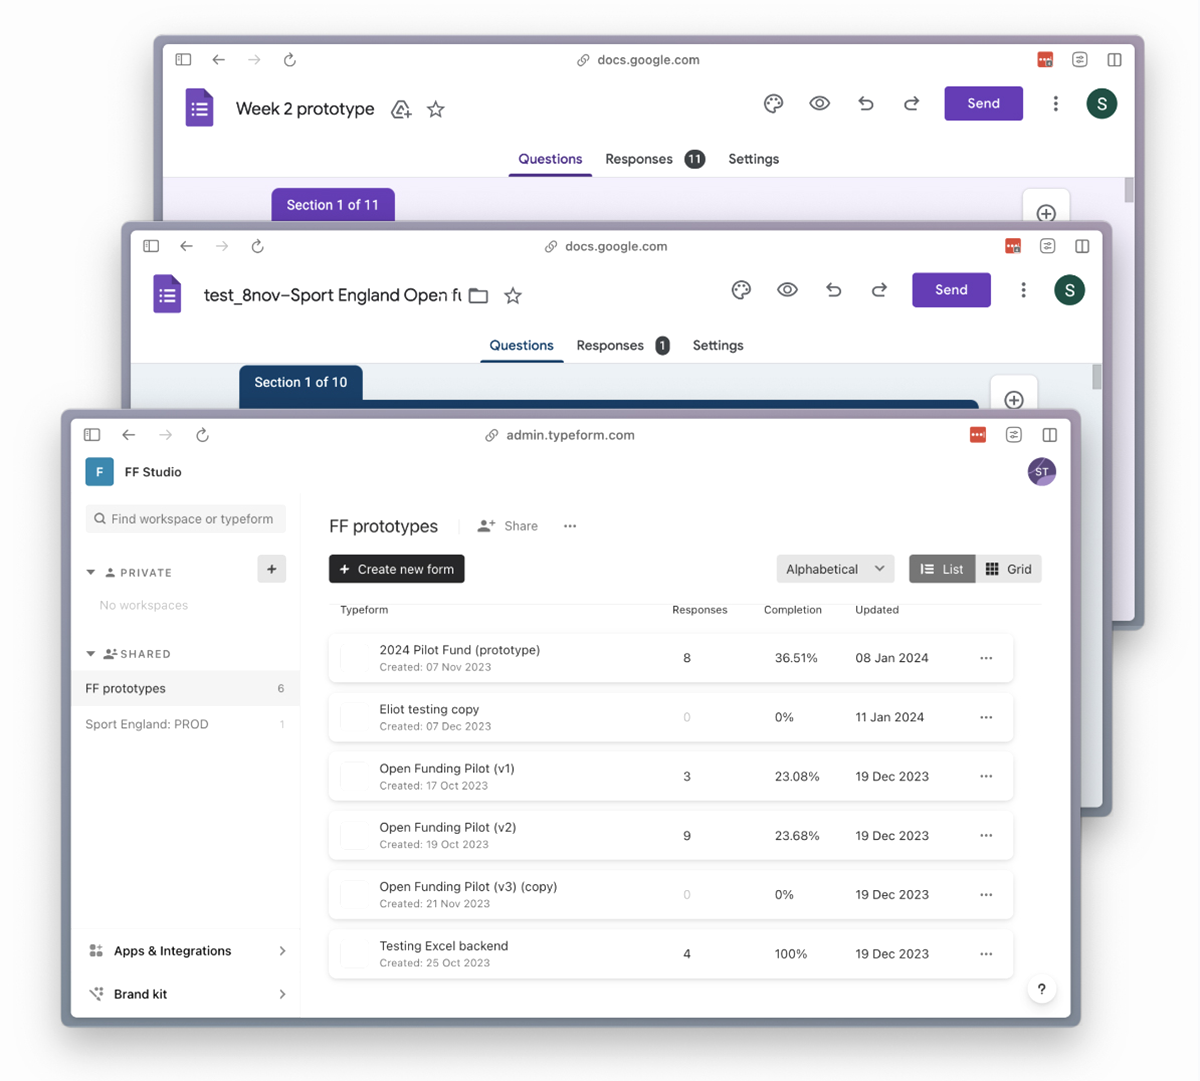 docs.google.com
Week 2 prototype
Send
S
Questions Responses 11 Settings
Section 1 of 11
docs.google.com
test_8nov–Sport England Open fu
Send
S
Questions Responses 1 Settings
Section 1 of 10
admin.typeform.com
F FF Studio
ST
Find workspace or typeform
PRIVATE +
No workspaces
SHARED
FF prototypes 6
Sport England: PROD 1
Apps & Integrations
Brand kit
FF prototypes Share ...
+ Create new form
Alphabetical List Grid
Typeform Responses Completion Updated
2024 Pilot Fund (prototype) 8 36.51% 08 Jan 2024
Created: 07 Nov 2023
Eliot testing copy 0 0% 11 Jan 2024
Created: 07 Dec 2023
Open Funding Pilot (v1) 3 23.08% 19 Dec 2023
Created: 17 Oct 2023
Open Funding Pilot (v2) 9 23.68% 19 Dec 2023
Created: 19 Oct 2023
Open Funding Pilot (v3) (copy) 0 0% 19 Dec 2023
Created: 21 Nov 2023
Testing Excel backend 4 100% 19 Dec 2023
Created: 25 Oct 2023
?